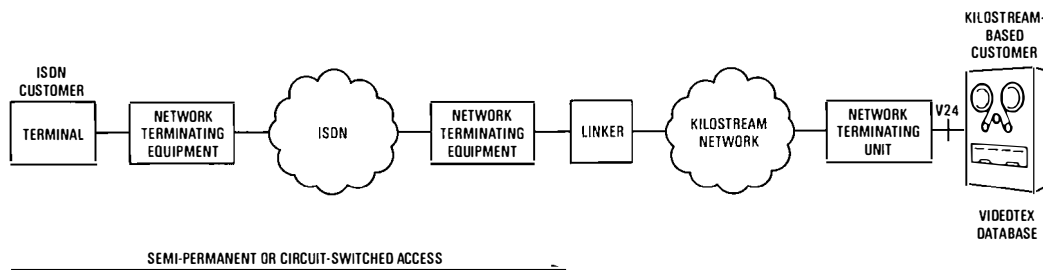 ISDN
CUSTOMER
TERMINAL
NETWORK
TERMINATING
EQUIPMENT
ISDN
NETWORK
TERMINATING
EQUIPMENT
LINKER
KILOSTREAM
NETWORK
NETWORK
TERMINATING
UNIT
V24
KILOSTREAM-
BASED
CUSTOMER
VIDEOTEX
DATABASE
SEMI-PERMANENT OR CIRCUIT-SWITCHED ACCESS